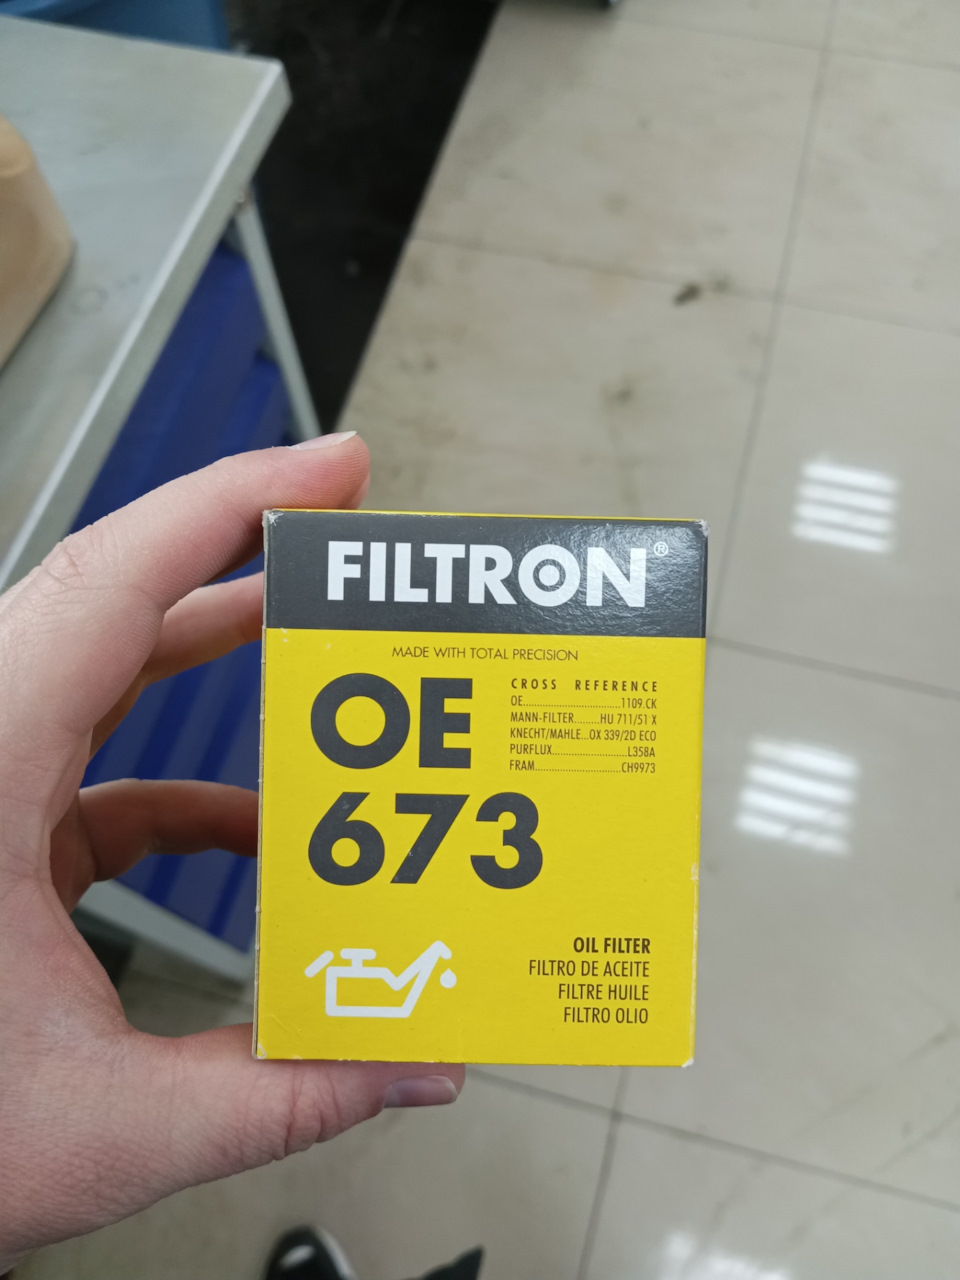 FILTRON®
MADE WITH TOTAL PRECISION
OE
673
CROSS REFERENCE
OE..............................1109.CK
MANN-FILTER........HU 711/51 X
KNECHT/MAHLE...OX 339/2D ECO
PURFLUX.......................L358A
FRAM..............................CH9973
OIL FILTER
FILTRO DE ACEITE
FILTRE HUILE
FILTRO OLIO